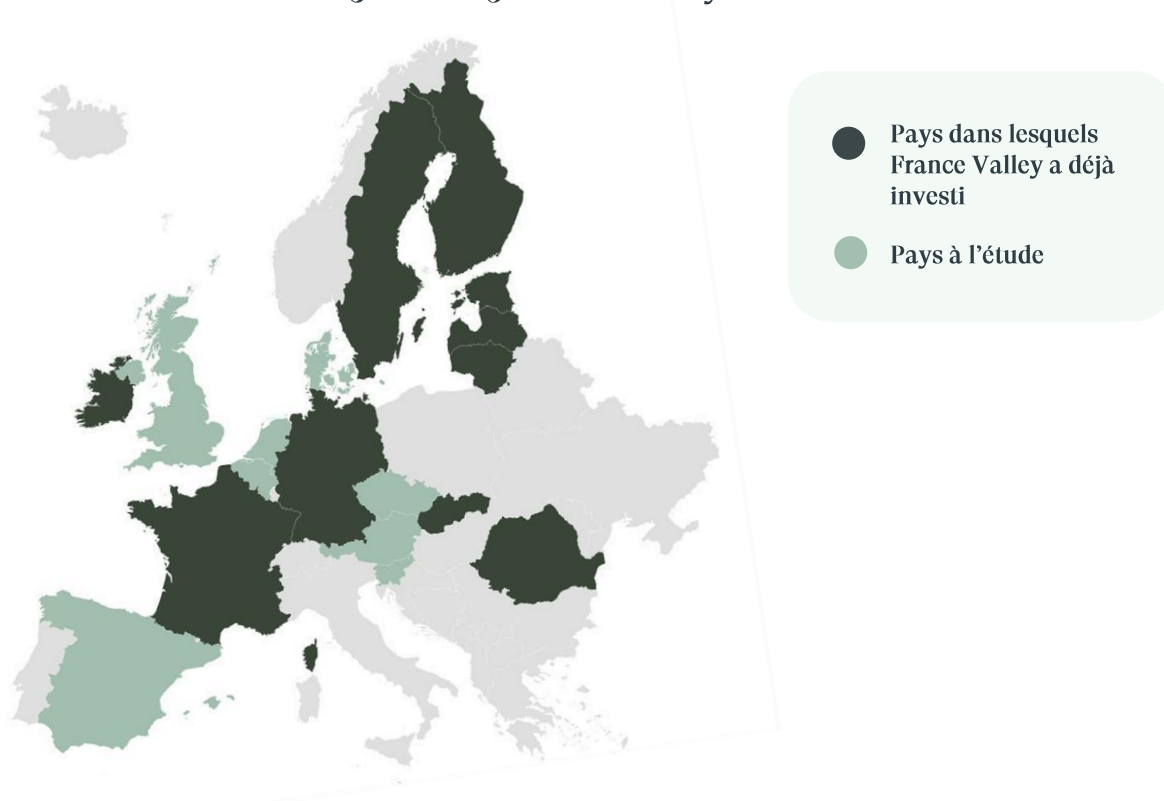 Pays dans lesquels
France Valley a déjà
investi
Pays à l'étude